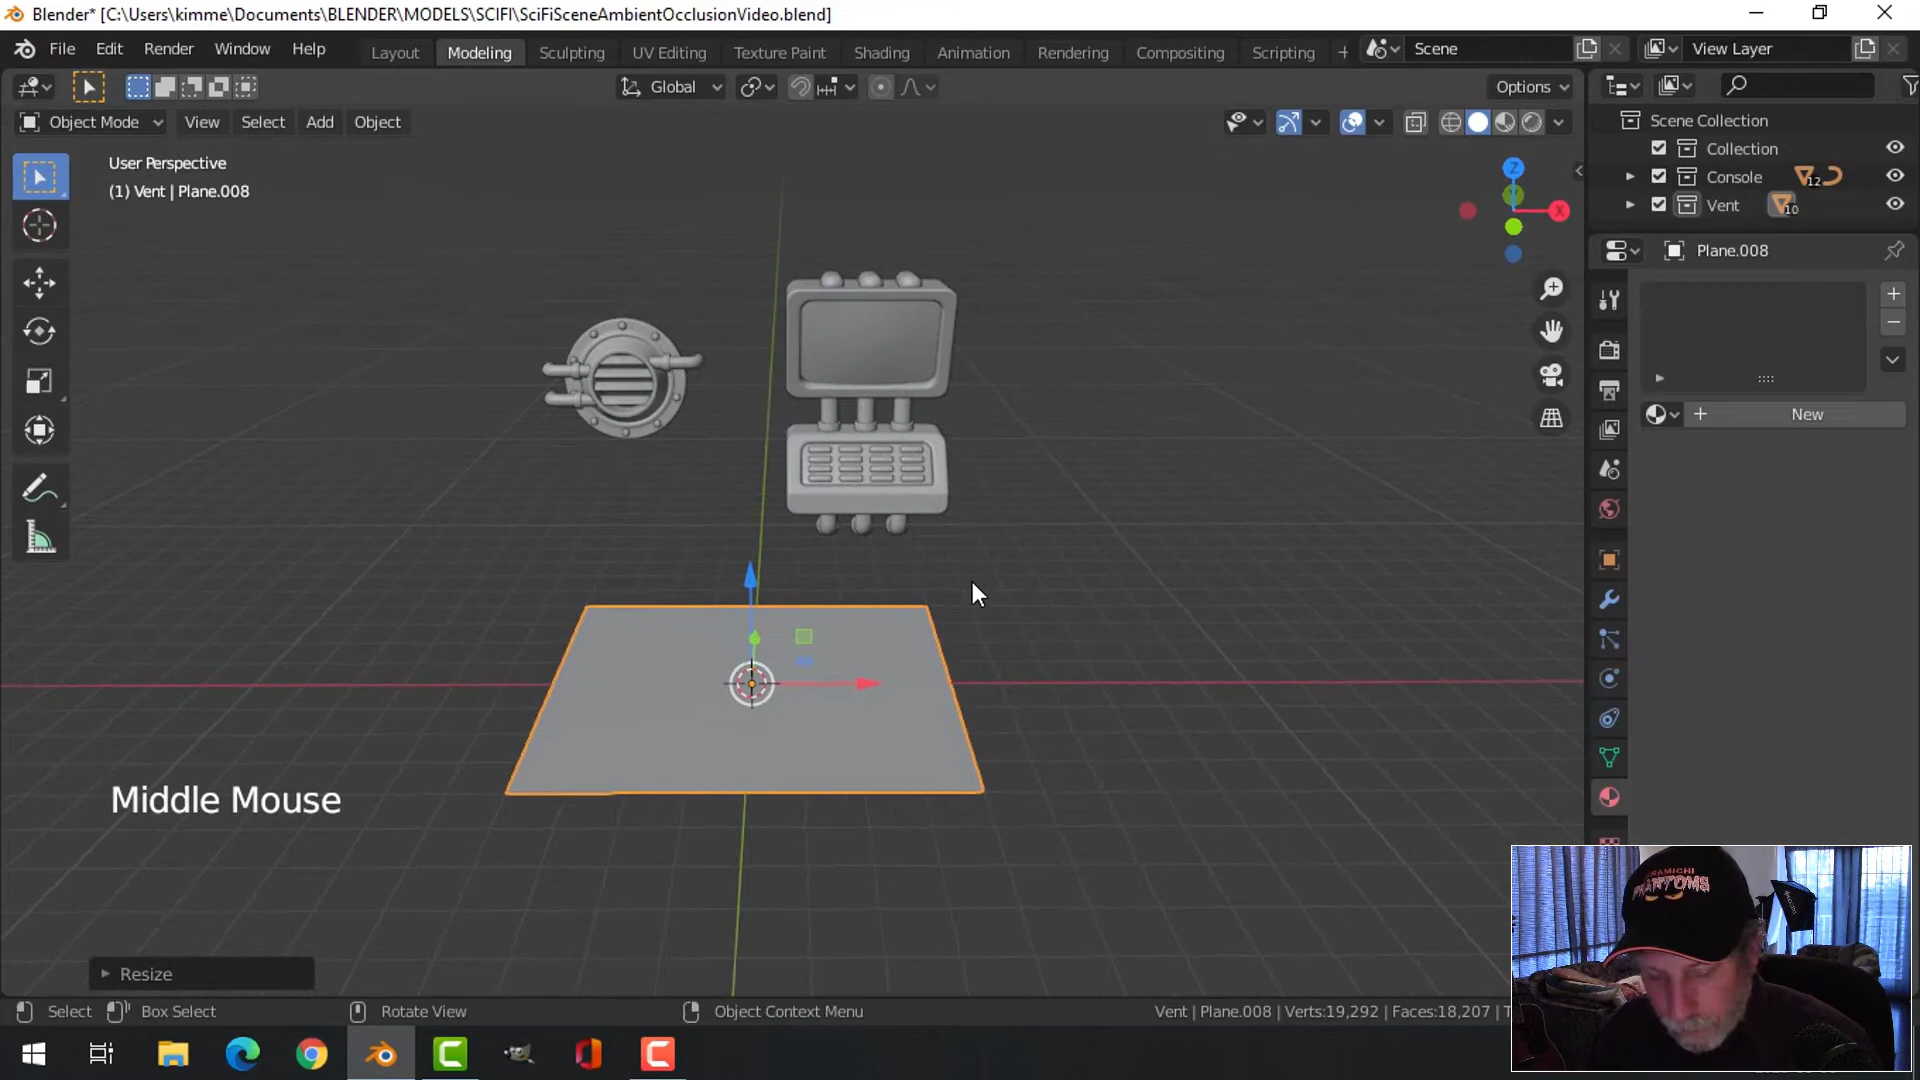 Blender* [C:\Users\kimme\Documents\BLENDER\MODELS\SCIFI\SciFiSceneAmbientOcclusionVideo.blend]
File Edit Render Window Help Layout Modeling Sculpting UV Editing Texture Paint Shading Animation Rendering Compositing Scripting + Scene View Layer
Global Options
Object Mode View Select Add Object
Scene Collection
Collection
Console 12
Vent 10
User Perspective
(1) Vent | Plane.008
Z
X
Plane.008
New
Middle Mouse
Resize
Select Box Select Rotate View Object Context Menu Vent | Plane.008 | Verts:19,292 | Faces:18,207 | T
PHANTOMS